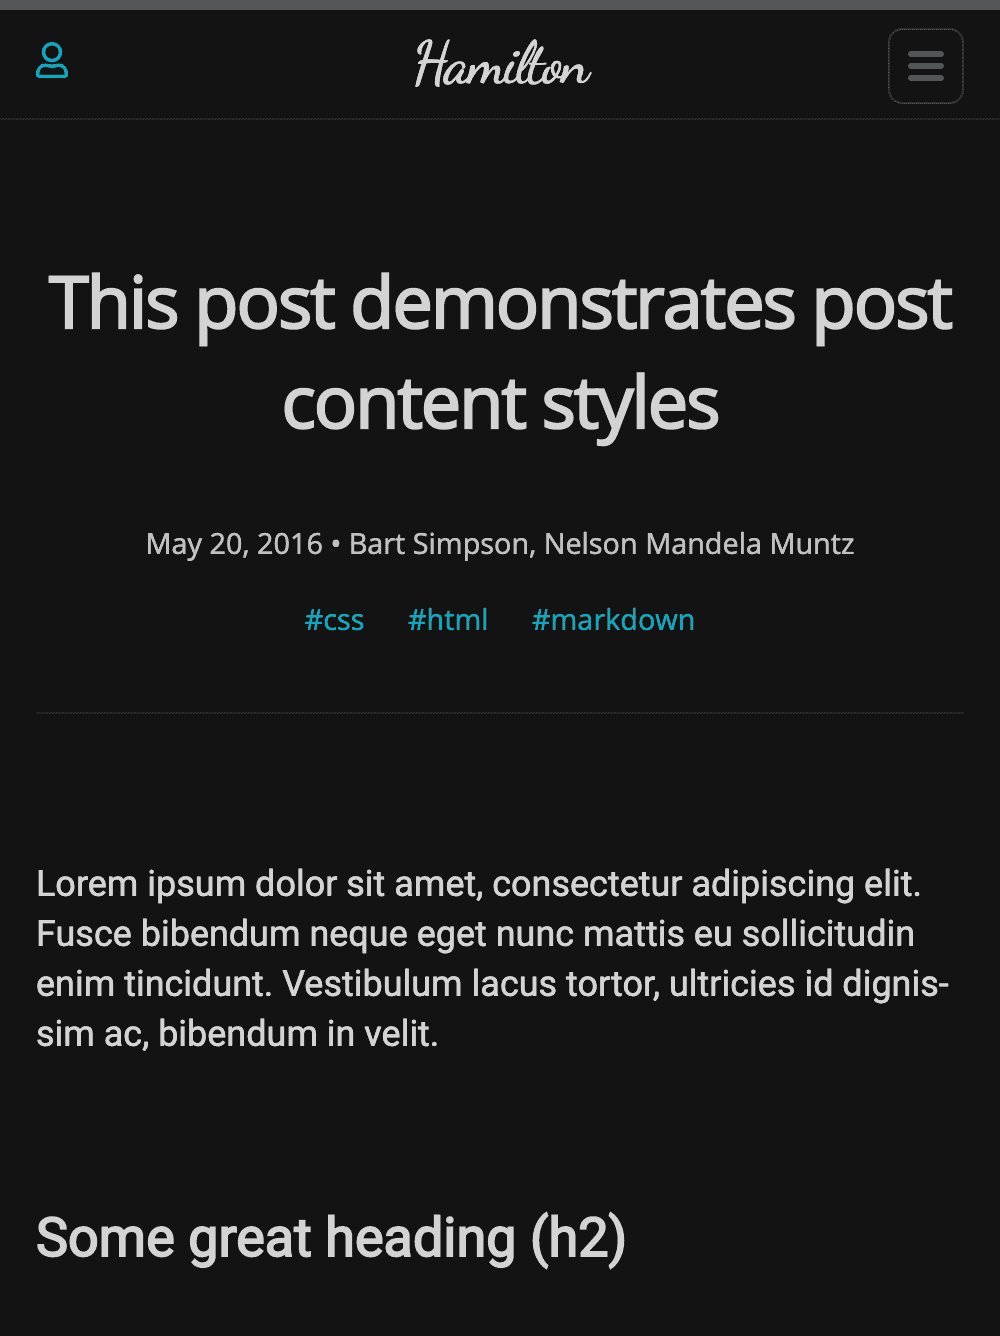 Hamilton
This post demonstrates post
content styles
May 20, 2016 • Bart Simpson, Nelson Mandela Muntz
#css #html #markdown
Lorem ipsum dolor sit amet, consectetur adipiscing elit.
Fusce bibendum neque eget nunc mattis eu sollicitudin
enim tincidunt. Vestibulum lacus tortor, ultricies id dignis-
sim ac, bibendum in velit.
Some great heading (h2)